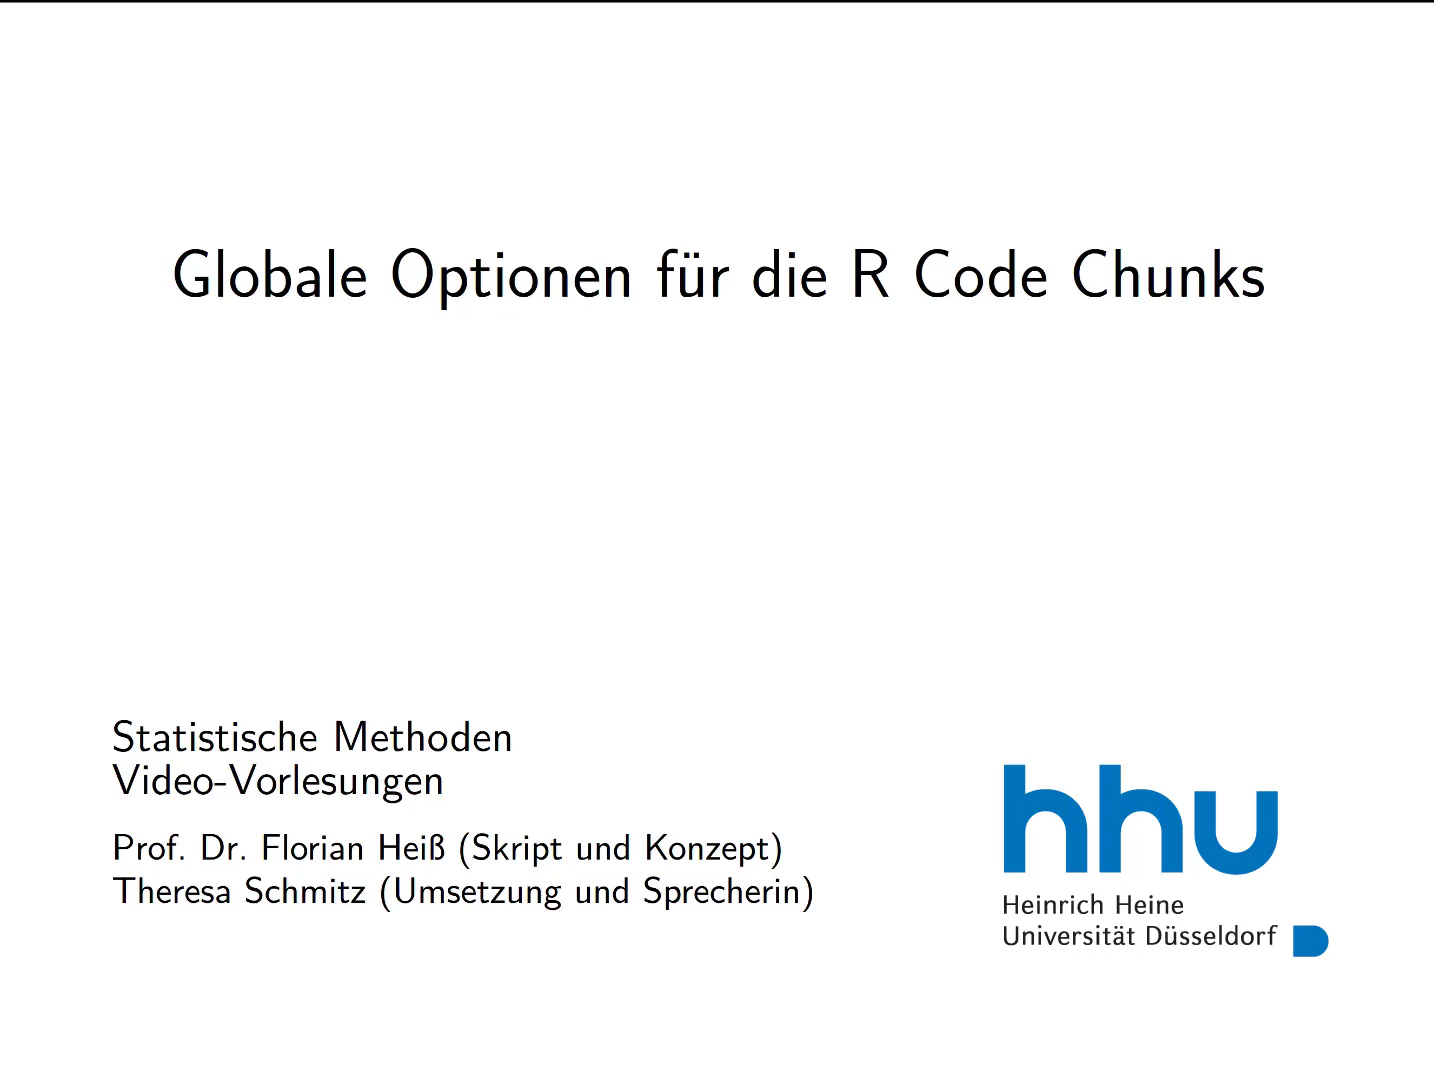 Globale Optionen für die R Code Chunks
Statistische Methoden
Video-Vorlesungen
Prof. Dr. Florian Heiß (Skript und Konzept)
Theresa Schmitz (Umsetzung und Sprecherin)
hhu
Heinrich Heine
Universität Düsseldorf